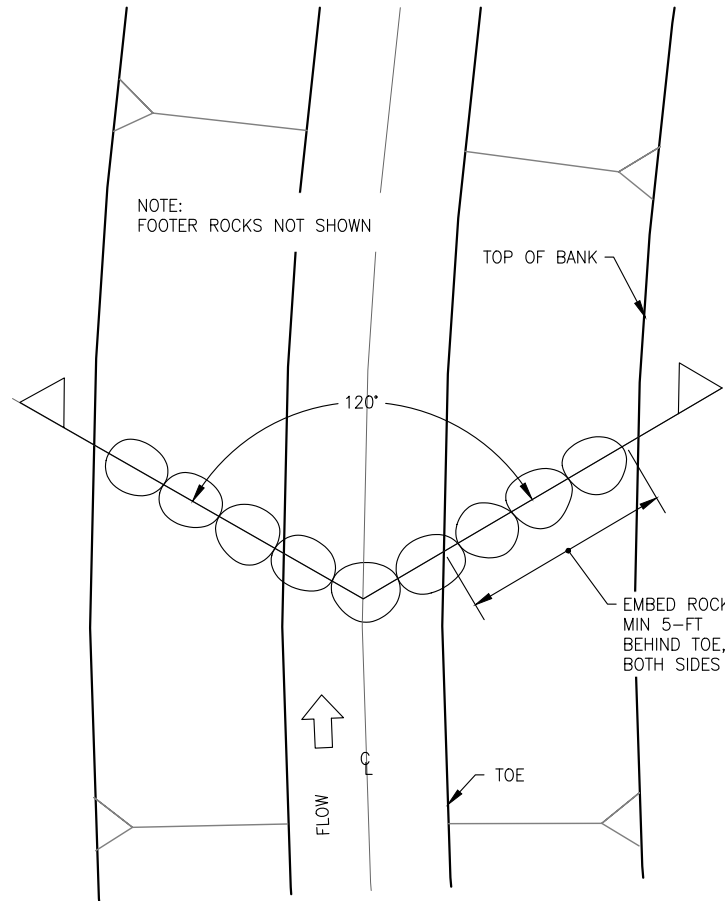 NOTE:
FOOTER ROCKS NOT SHOWN
TOP OF BANK
120°
EMBED ROCK
MIN 5-FT
BEHIND TOE,
BOTH SIDES
℄
TOE
FLOW